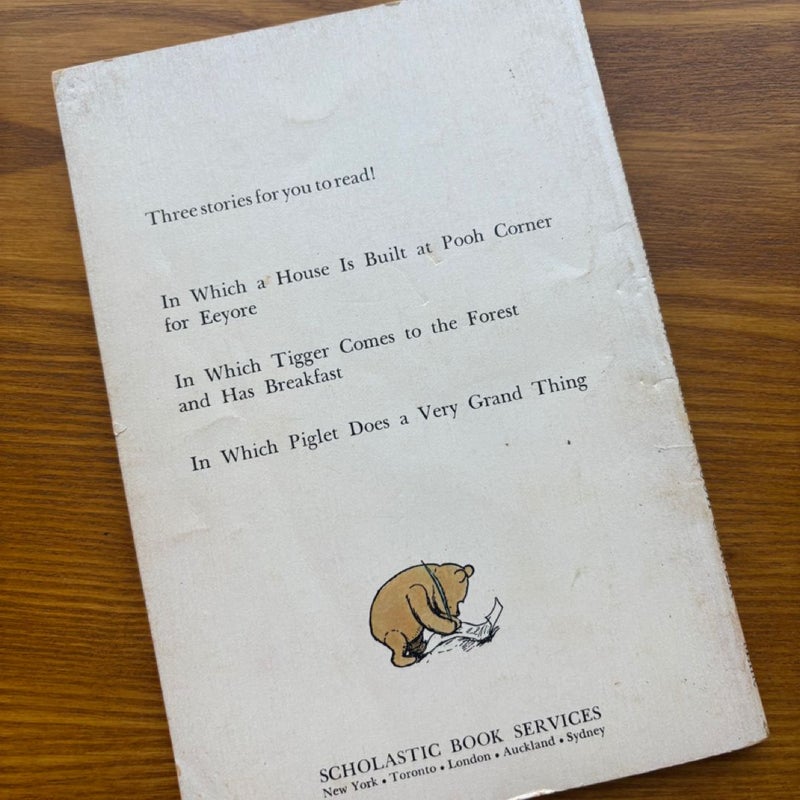 Three stories for you to read!
In Which a House Is Built at Pooh Corner
for Eeyore
In Which Tigger Comes to the Forest
and Has Breakfast
In Which Piglet Does a Very Grand Thing
SCHOLASTIC BOOK SERVICES
New York • Toronto • London • Auckland • Sydney